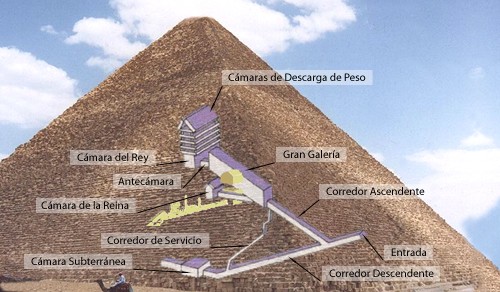 Cámaras de Descarga de Peso
Cámara del Rey
Gran Galería
Antecámara
Corredor Ascendente
Cámara de la Reina
Corredor de Servicio
Entrada
Cámara Subterránea
Corredor Descendente